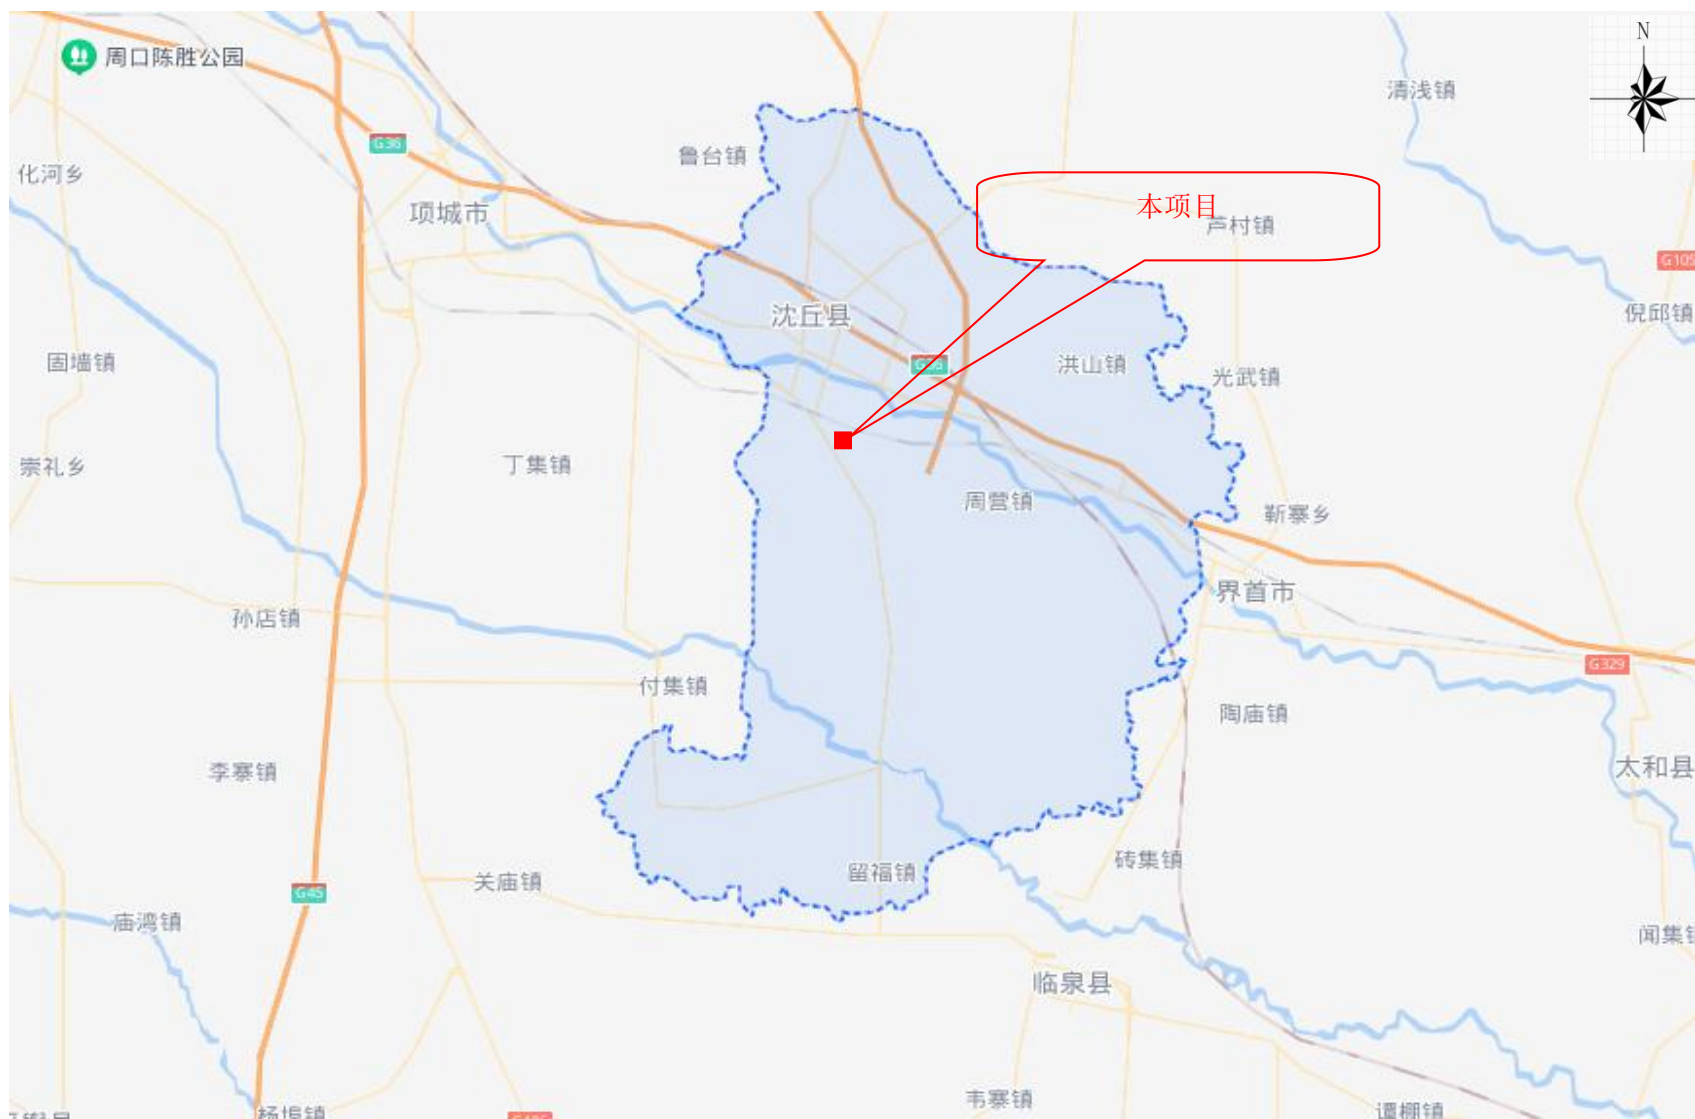 N
周口陈胜公园
清浅镇
G36
鲁台镇
化河乡
本项目
项城市
芦村镇
G105
沈丘县
倪邱镇
固墙镇
G36
洪山镇
光武镇
丁集镇
崇礼乡
周营镇
靳寨乡
界首市
孙店镇
G329
付集镇
陶庙镇
李寨镇
太和县
砖集镇
留福镇
关庙镇
G45
庙湾镇
闻集镇
临泉县
韦寨镇
谭棚镇
杨埠镇